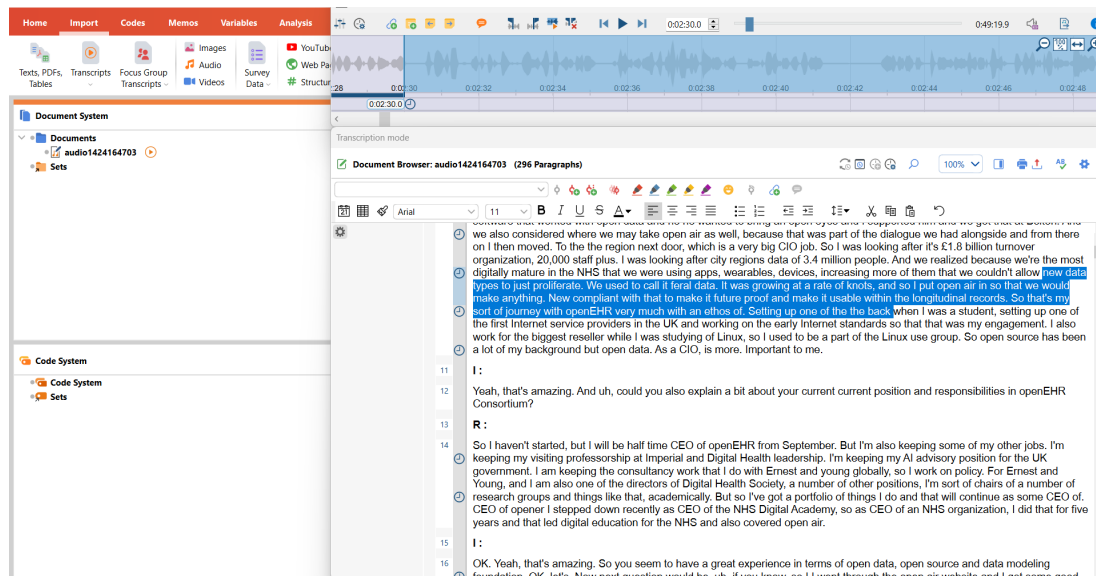 Home Import Codes Memos Variables Analysis
0:02:30.0 0:49:19.9
Texts, PDFs, Tables
Transcripts
Focus Group Transcripts
Images
Audio
Videos
Survey Data
YouTube
Web Pa
Structur
:28 0:02:30 0:02:32 0:02:34 0:02:36 0:02:38 0:02:40 0:02:42 0:02:44 0:02:46 0:02:48
0:02:30.0
Document System
Documents
audio1424164703
Sets
Code System
Code System
Sets
Transcription mode
Document Browser: audio1424164703 (296 Paragraphs)
100%
Arial 11 B I U S A
we also considered where we may take open air as well, because that was part of the dialogue we had alongside and from there
on I then moved. To the the region next door, which is a very big CIO job. So I was looking after it's £1.8 billion turnover
organization, 20,000 staff plus. I was looking after city regions data of 3.4 million people. And we realized because we're the most
digitally mature in the NHS that we were using apps, wearables, devices, increasing more of them that we couldn't allow new data
types to just proliferate. We used to call it feral data. It was growing at a rate of knots, and so I put open air in so that we would
make anything. New compliant with that to make it future proof and make it usable within the longitudinal records. So that's my
sort of journey with openEHR very much with an ethos of. Setting up one of the the back when I was a student, setting up one of
the first Internet service providers in the UK and working on the early Internet standards so that that was my engagement. I also
work for the biggest reseller while I was studying of Linux, so I used to be a part of the Linux use group. So open source has been
a lot of my background but open data. As a CIO, is more. Important to me.
11 I :
12 Yeah, that's amazing. And uh, could you also explain a bit about your current current position and responsibilities in openEHR
Consortium?
13 R :
14 So I haven't started, but I will be half time CEO of openEHR from September. But I'm also keeping some of my other jobs. I'm
keeping my visiting professorship at Imperial and Digital Health leadership. I'm keeping my AI advisory position for the UK
government. I am keeping the consultancy work that I do with Ernest and young globally, so I work on policy. For Ernest and
Young, and I am also one of the directors of Digital Health Society, a number of other positions, I'm sort of chairs of a number of
research groups and things like that, academically. But so I've got a portfolio of things I do and that will continue as some CEO of.
CEO of opener I stepped down recently as CEO of the NHS Digital Academy, so as CEO of an NHS organization, I did that for five
years and that led digital education for the NHS and also covered open air.
15 I :
16 OK. Yeah, that's amazing. So you seem to have a great experience in terms of open data, open source and data modeling